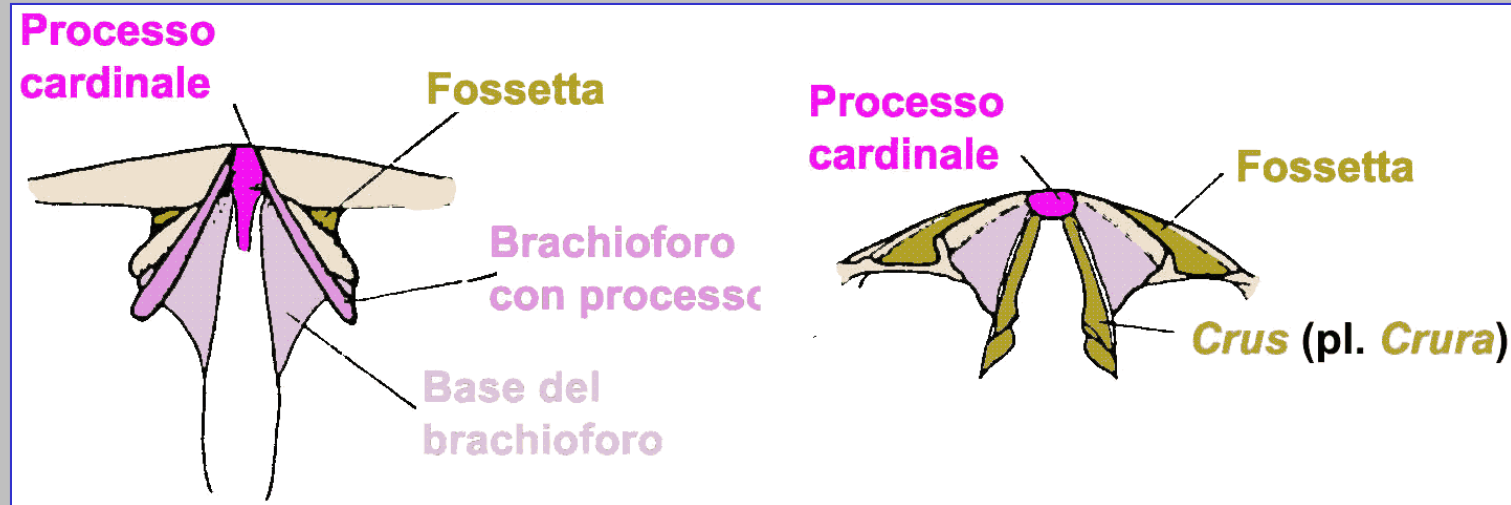 Processo
cardinale
Fossetta
Brachioforo
con processo
Base del
brachioforo
Processo
cardinale
Fossetta
Crus (pl. Crura)